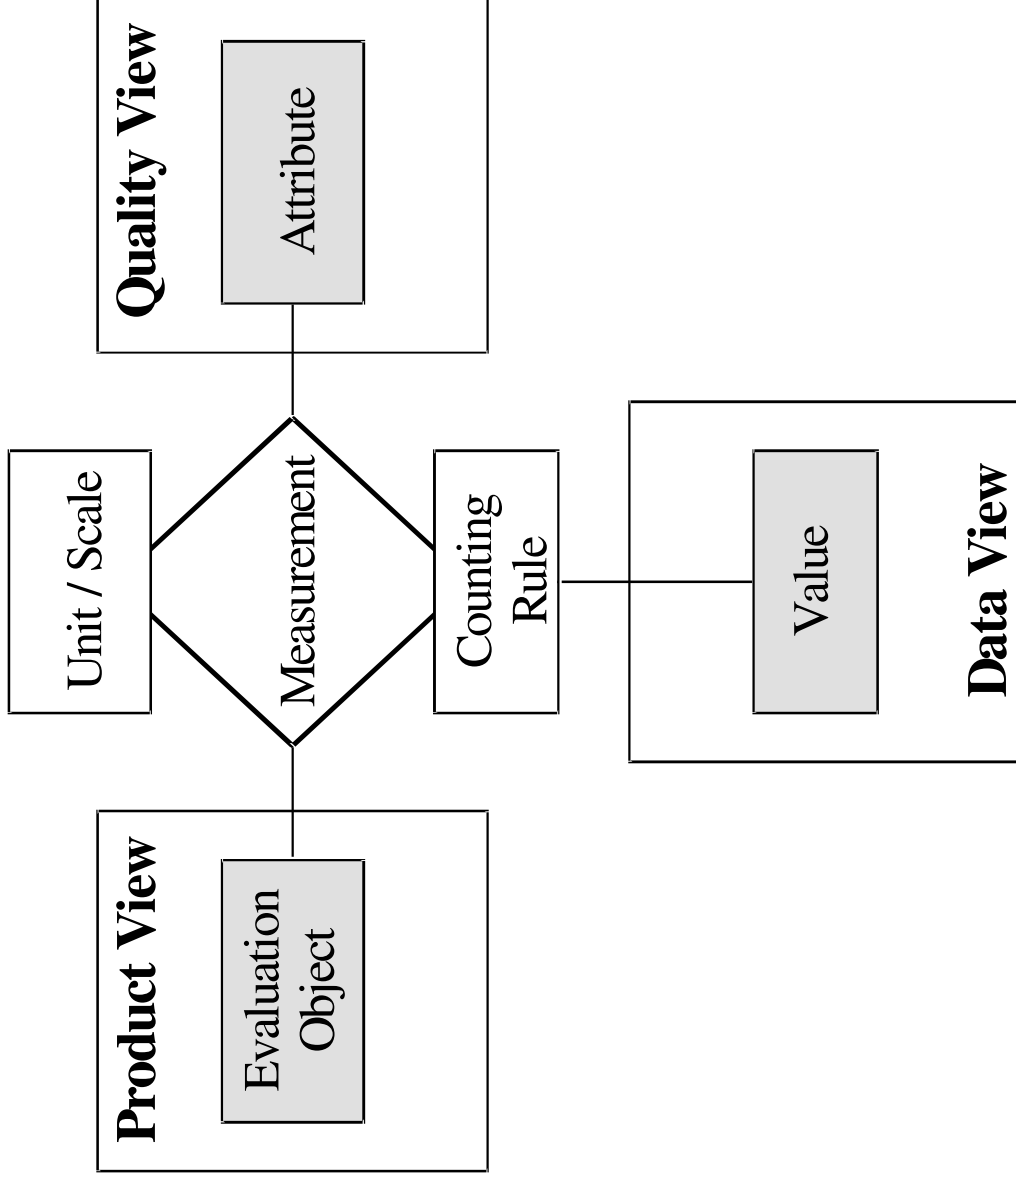 Unit / Scale
Product View
Quality View
Evaluation
Object
Measurement
Attribute
Counting
Rule
Value
Data View